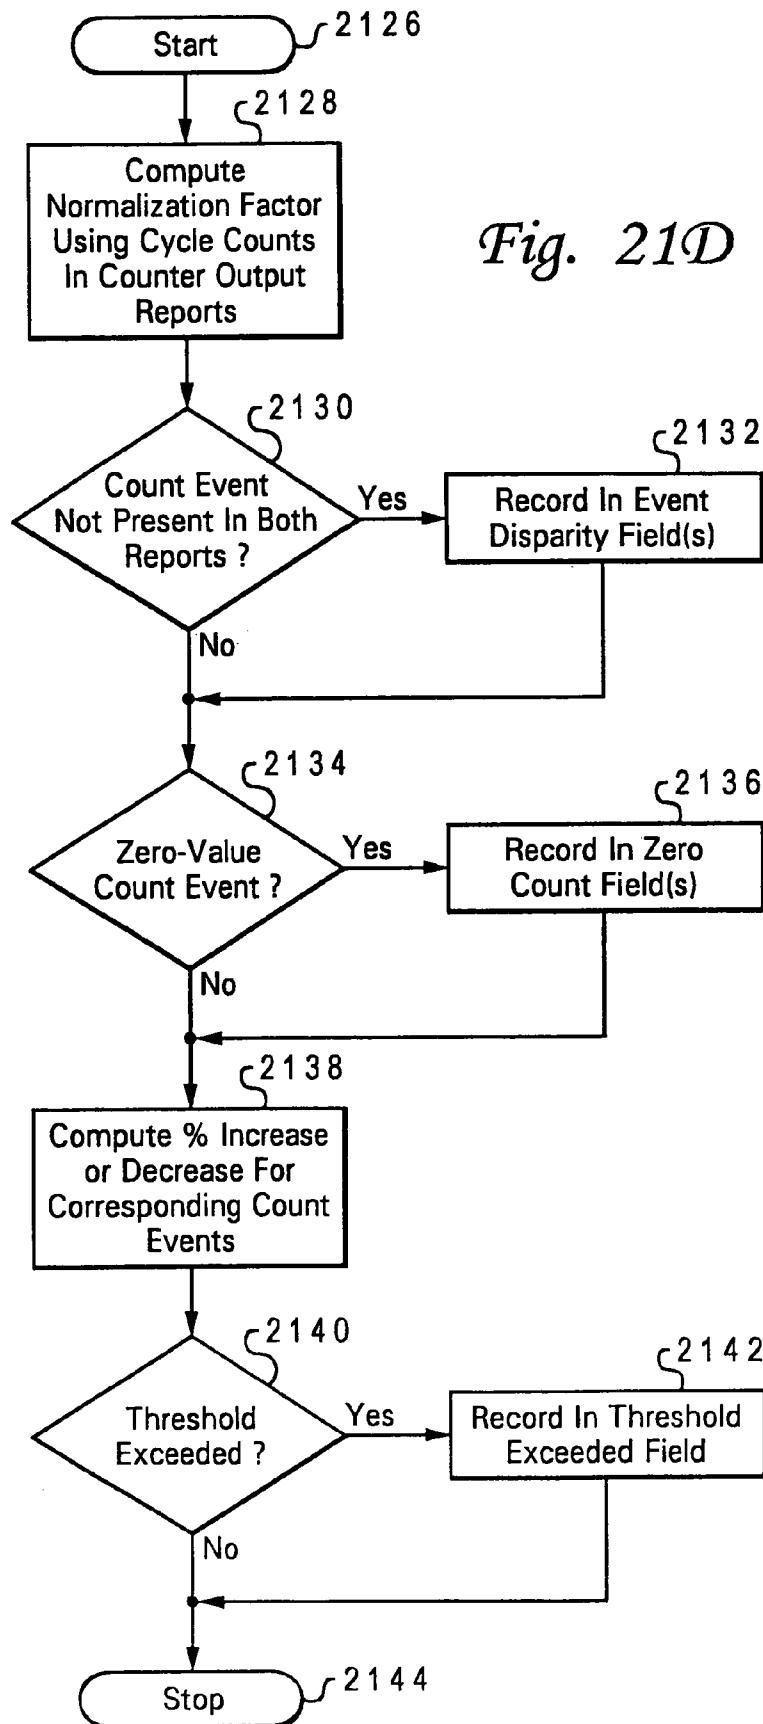 Start
2126
2128
Compute
Normalization Factor
Using Cycle Counts
In Counter Output
Reports
Fig. 21D
2130
Count Event
Not Present In Both
Reports ?
Yes
2132
Record In Event
Disparity Field(s)
No
2134
Zero-Value
Count Event ?
Yes
2136
Record In Zero
Count Field(s)
No
2138
Compute % Increase
or Decrease For
Corresponding Count
Events
2140
Threshold
Exceeded ?
Yes
2142
Record In Threshold
Exceeded Field
No
Stop
2144